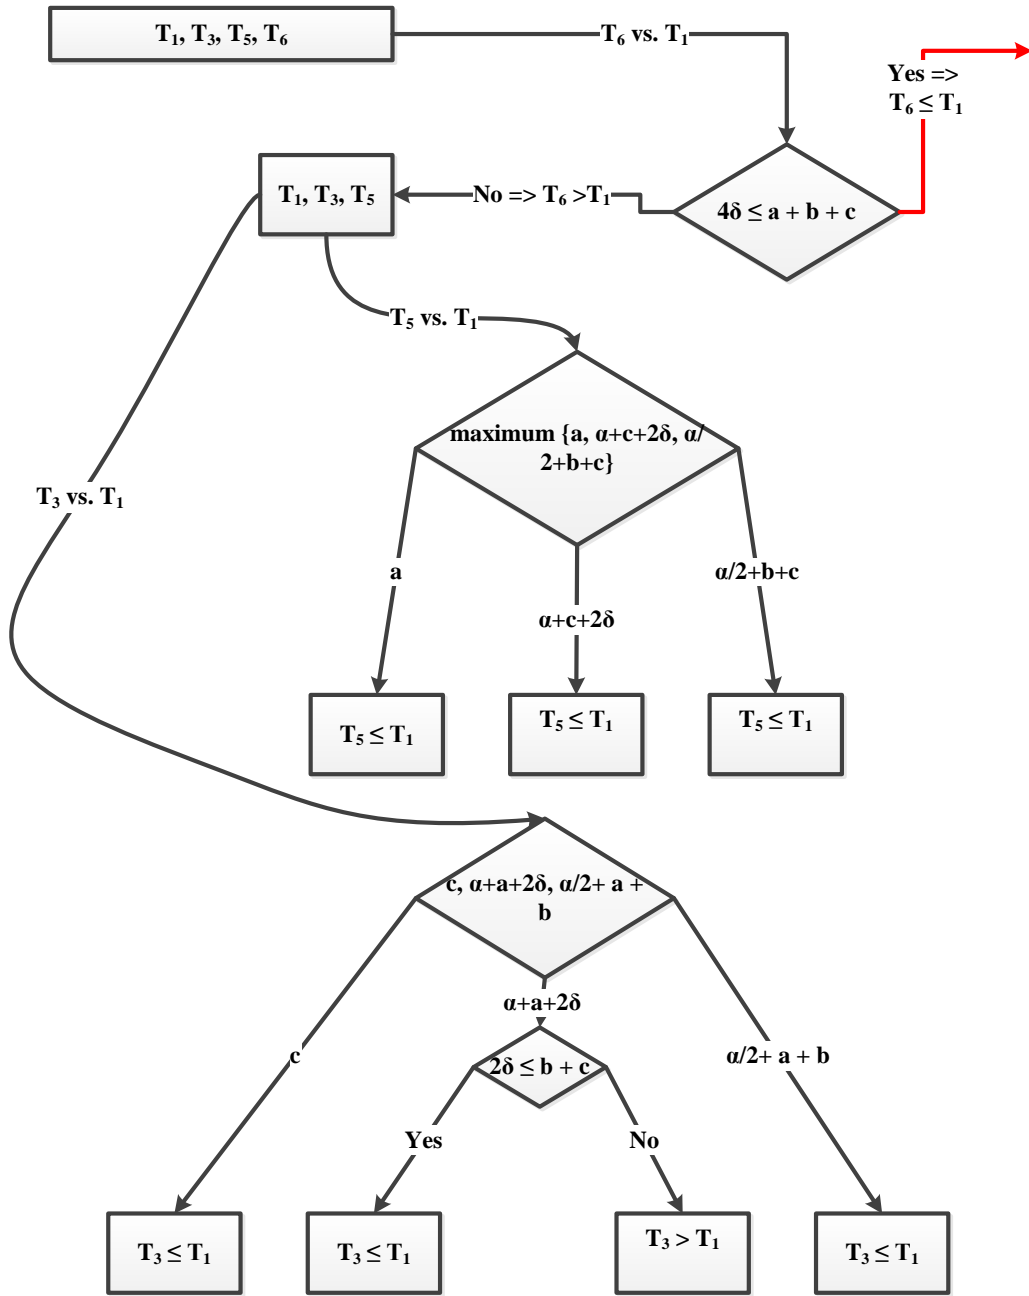 T₁, T₃, T₅, T₆
T₆ vs. T₁
Yes =>
T₆ ≤ T₁
4δ ≤ a + b + c
No => T₆ >T₁
T₁, T₃, T₅
T₅ vs. T₁
maximum {a, α+c+2δ, α/
2+b+c}
T₃ vs. T₁
a
α+c+2δ
α/2+b+c
T₅ ≤ T₁
T₅ ≤ T₁
T₅ ≤ T₁
c, α+a+2δ, α/2+ a +
b
α+a+2δ
c
2δ ≤ b + c
α/2+ a + b
Yes
No
T₃ ≤ T₁
T₃ ≤ T₁
T₃ > T₁
T₃ ≤ T₁